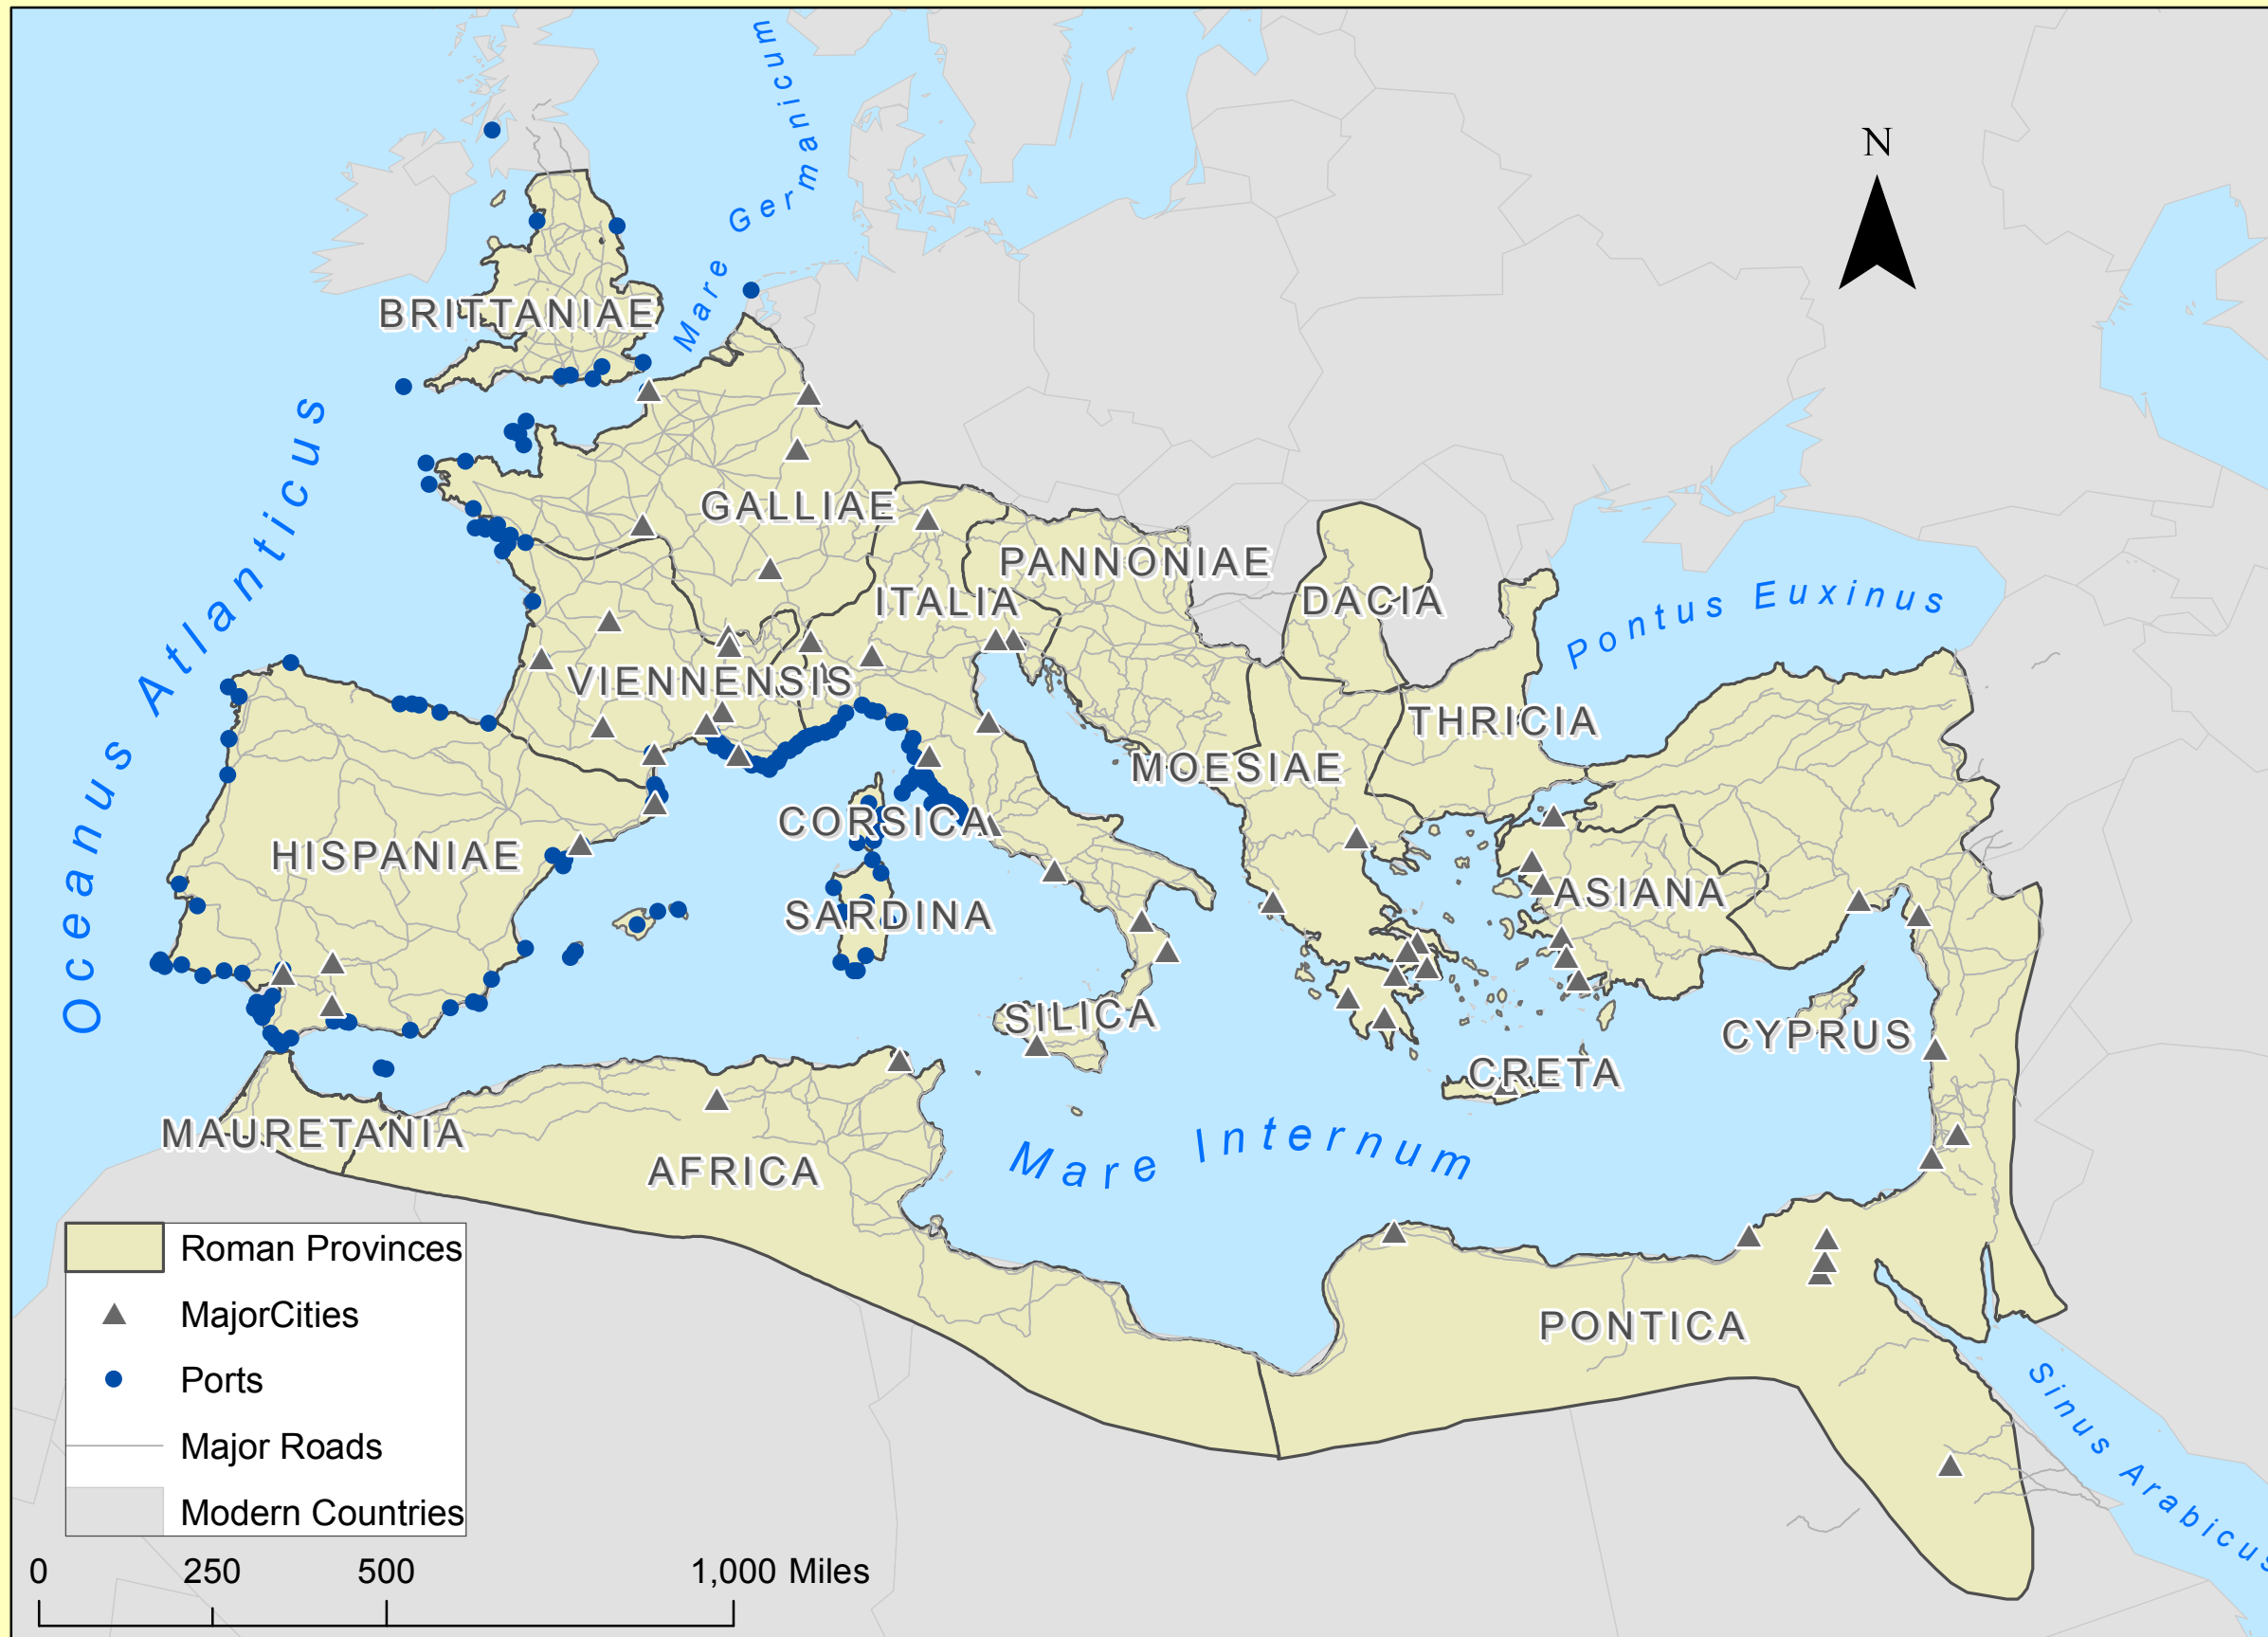 Mare Germanicum
N
BRITTANIAE
Oceanus Atlanticus
GALLIAE
PANNONIAE
ITALIA
DACIA
Pontus Euxinus
VIENNENSIS
THRICIA
MOESIAE
CORSICA
HISPANIAE
ASIANA
SARDINA
SILICA
CYPRUS
CRETA
MAURETANIA
Mare Internum
AFRICA
PONTICA
Sinus Arabicus
Roman Provinces
MajorCities
Ports
Major Roads
Modern Countries
0 250 500 1,000 Miles